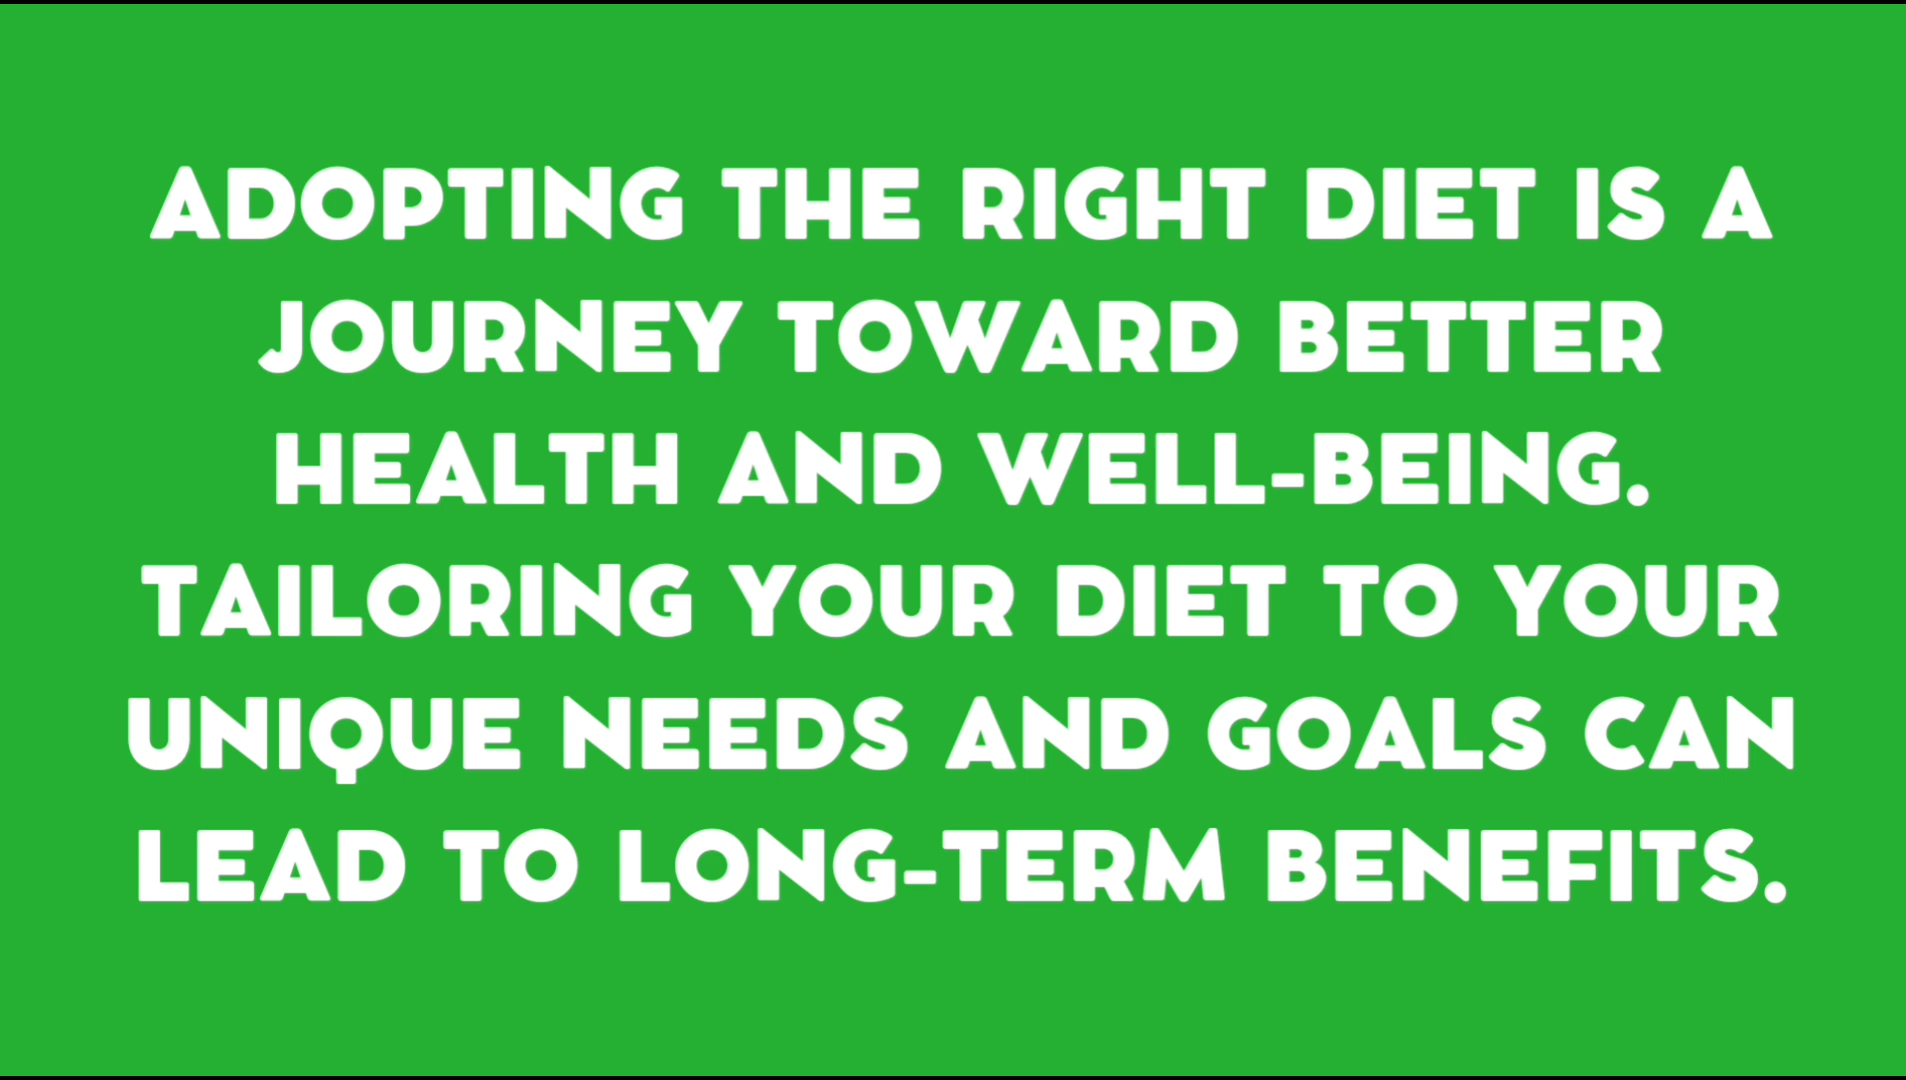 ADOPTING THE RIGHT DIET IS A
JOURNEY TOWARD BETTER
HEALTH AND WELL-BEING.
TAILORING YOUR DIET TO YOUR
UNIQUE NEEDS AND GOALS CAN
LEAD TO LONG-TERM BENEFITS.